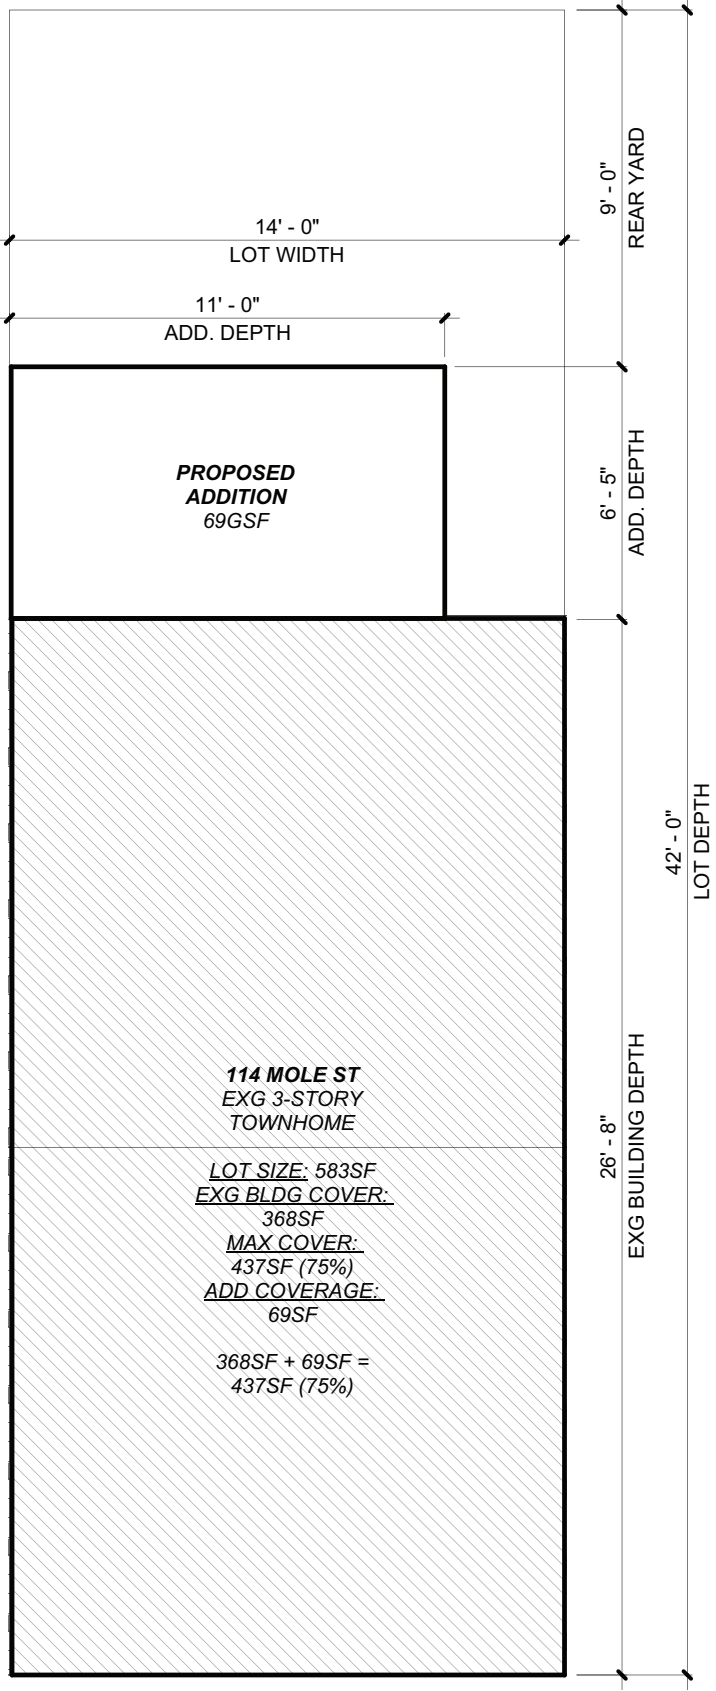 9' - 0"
REAR YARD
14' - 0"
LOT WIDTH
11' - 0"
ADD. DEPTH
PROPOSED
ADDITION
69GSF
6' - 5"
ADD. DEPTH
42' - 0"
LOT DEPTH
114 MOLE ST
EXG 3-STORY
TOWNHOME
26' - 8"
EXG BUILDING DEPTH
LOT SIZE: 583SF
EXG BLDG COVER:
368SF
MAX COVER:
437SF (75%)
ADD COVERAGE:
69SF
368SF + 69SF =
437SF (75%)